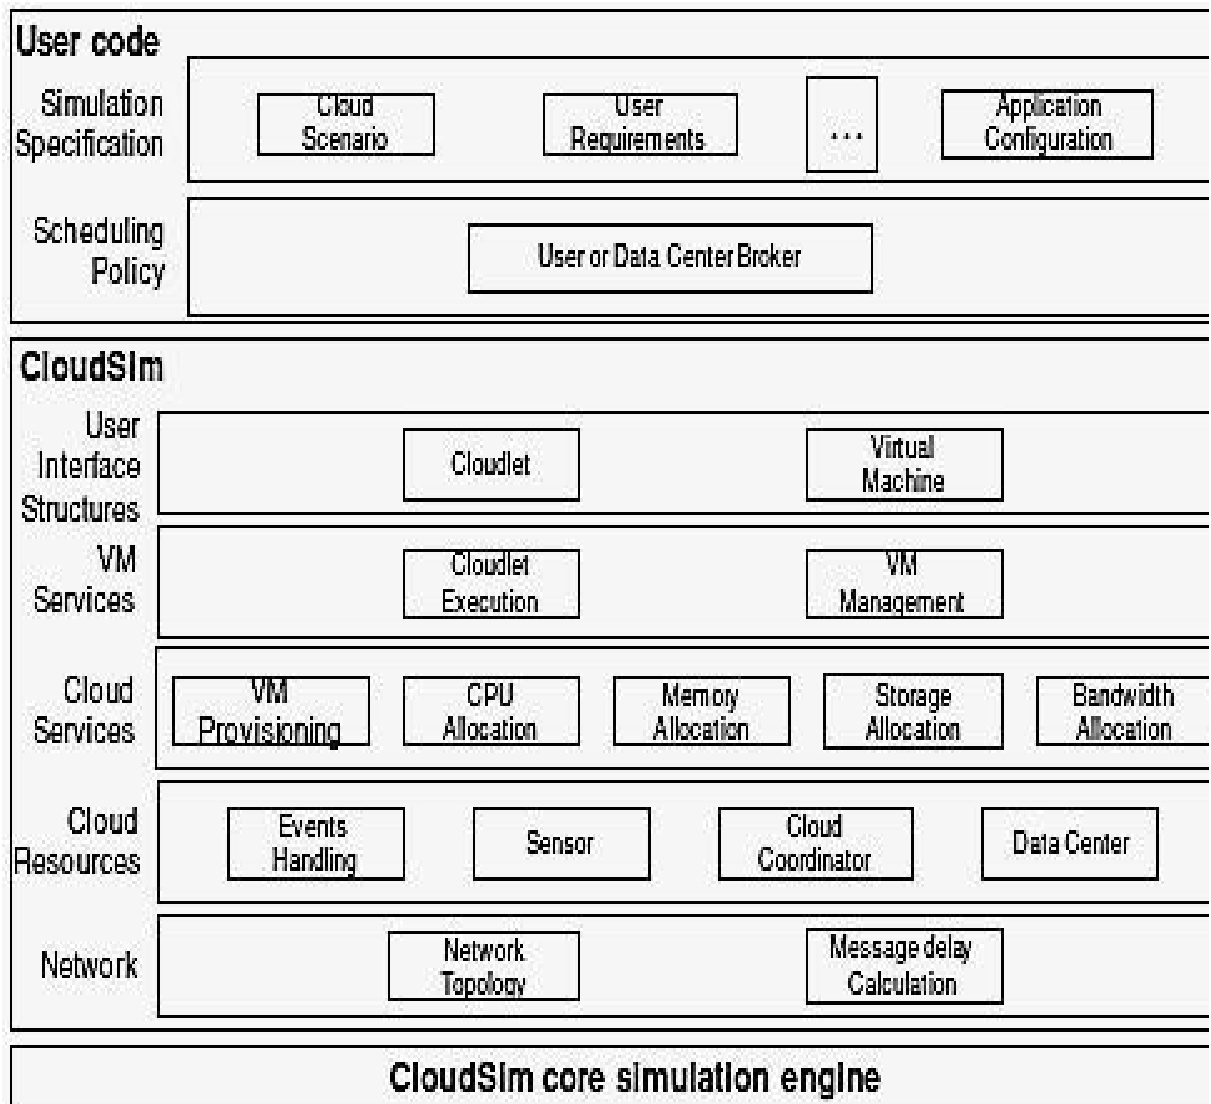 User code
Simulation
Specification
Cloud
Scenario
User
Requirements
...
Application
Configuration
Scheduling
Policy
User or Data Center Broker
CloudSim
User
Interface
Structures
Cloudlet
Virtual
Machine
VM
Services
Cloudlet
Execution
VM
Management
Cloud
Services
VM
Provisioning
CPU
Allocation
Memory
Allocation
Storage
Allocation
Bandwidth
Allocation
Cloud
Resources
Events
Handling
Sensor
Cloud
Coordinator
Data Center
Network
Network
Topology
Message delay
Calculation
CloudSim core simulation engine